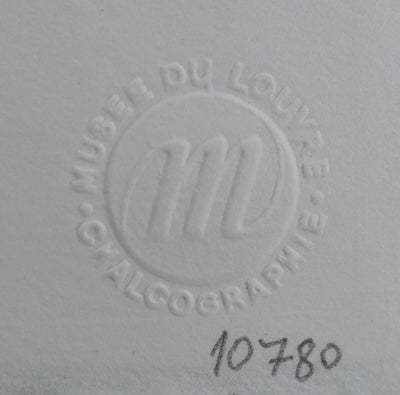 MUSEE DU LOUVRE
m
• CHALCOGRAPHIE •
10780